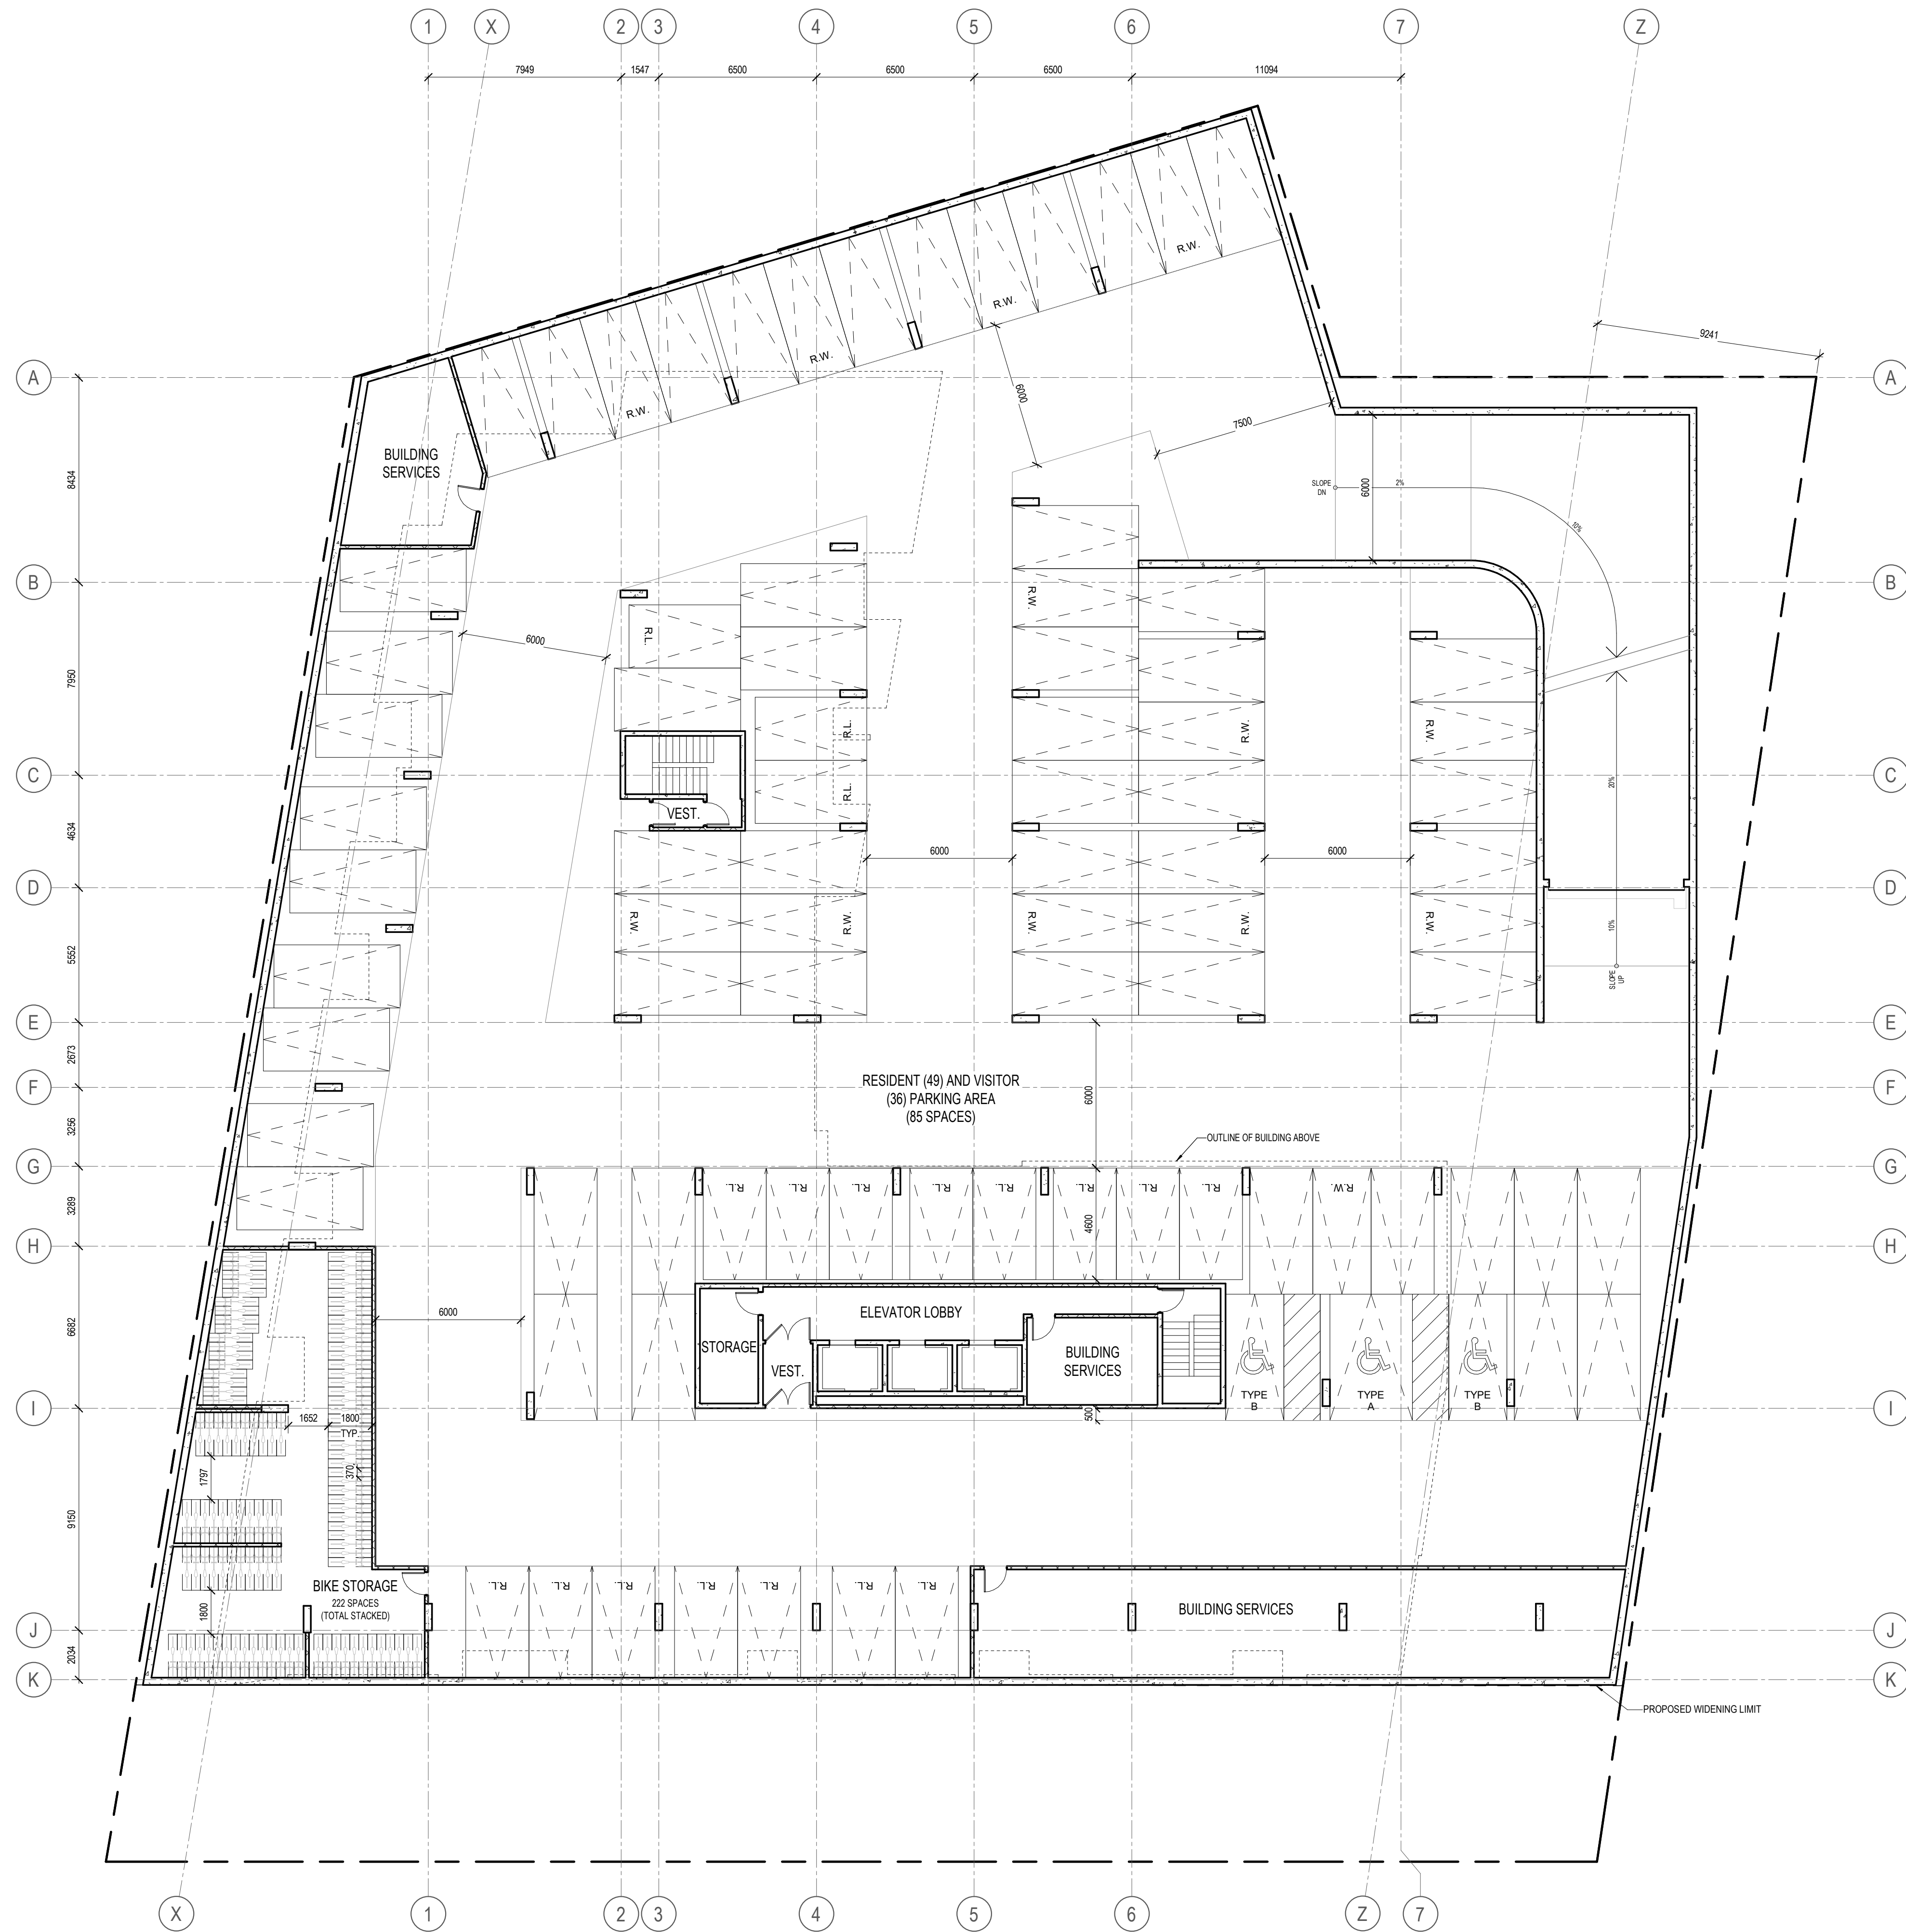 1 X 2 3 4 5 6 7 Z
7949 1547 6500 6500 6500 11094
9241
A A
R.W.
R.W.
R.W.
R.W.
6000
7500
BUILDING
SERVICES
8434
SLOPE
DN
2%
6000
10%
B B
R.L.
R.W.
6000
7950
R.L.
R.W.
R.W.
C C
R.L.
20%
VEST.
4634
6000
6000
D D
R.W.
R.W.
R.W.
R.W.
R.W.
10%
5552
SLOPE
UP
E E
2673
RESIDENT (49) AND VISITOR
(36) PARKING AREA
(85 SPACES)
6000
F F
3256
OUTLINE OF BUILDING ABOVE
G G
R.L. R.L. R.L. R.L. R.L. R.L. R.L. R.L. R.W.
3289
4600
H H
6682
6000
ELEVATOR LOBBY
STORAGE
VEST.
BUILDING
SERVICES
TYPE
B
TYPE
A
TYPE
B
I I
500
1652 1800
TYP.
370
1797
9150
BIKE STORAGE
222 SPACES
(TOTAL STACKED)
1800
R.L. R.L. R.L. R.L. R.L. R.L. R.L.
BUILDING SERVICES
J J
2034
K K
PROPOSED WIDENING LIMIT
X 1 2 3 4 5 6 Z 7